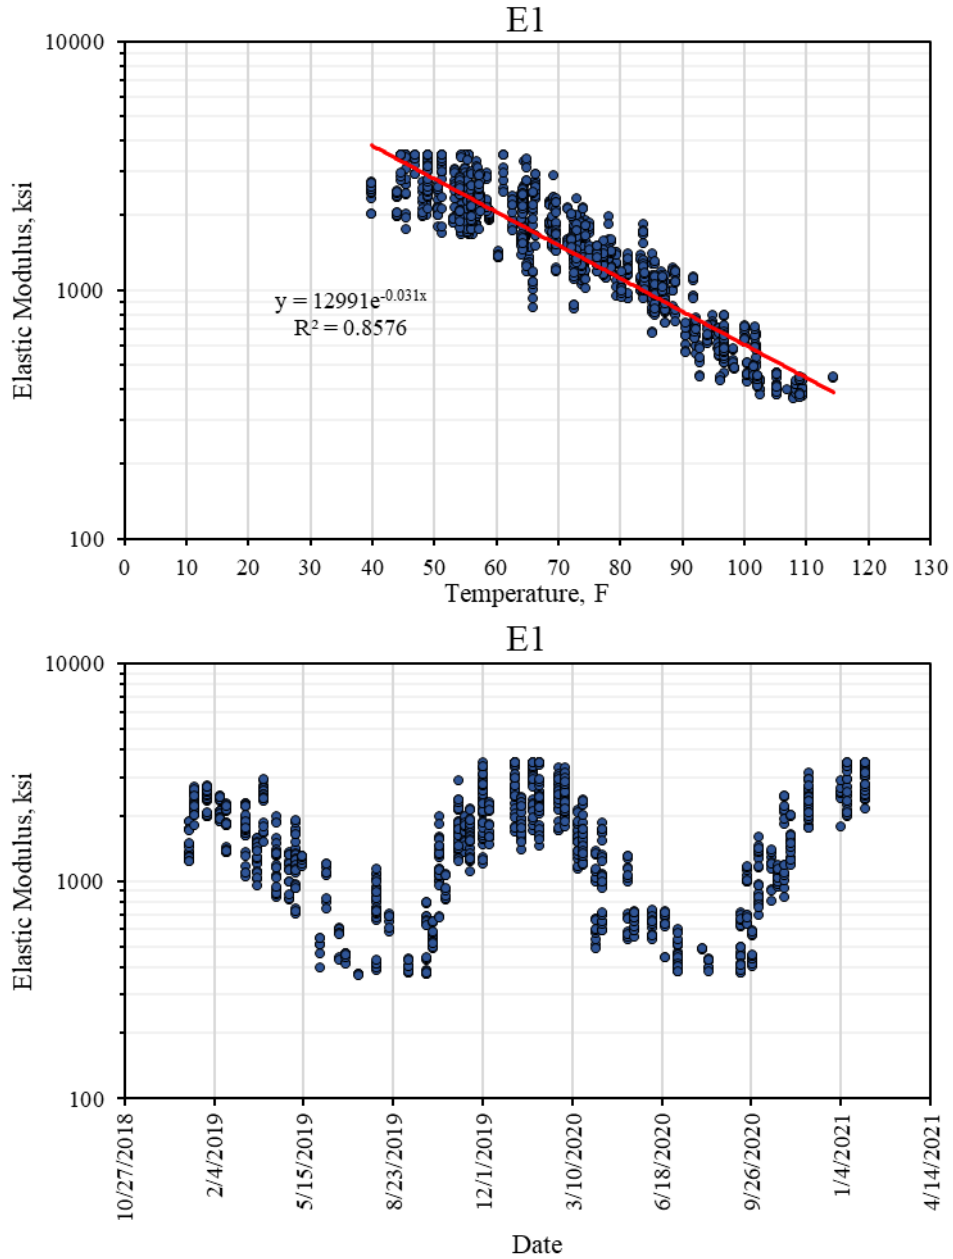 E1
10000
1000
100
Elastic Modulus, ksi
y = 12991e^-0.031x
R² = 0.8576
0 10 20 30 40 50 60 70 80 90 100 110 120 130
Temperature, F
E1
10000
1000
100
Elastic Modulus, ksi
10/27/2018
2/4/2019
5/15/2019
8/23/2019
12/1/2019
3/10/2020
6/18/2020
9/26/2020
1/4/2021
4/14/2021
Date